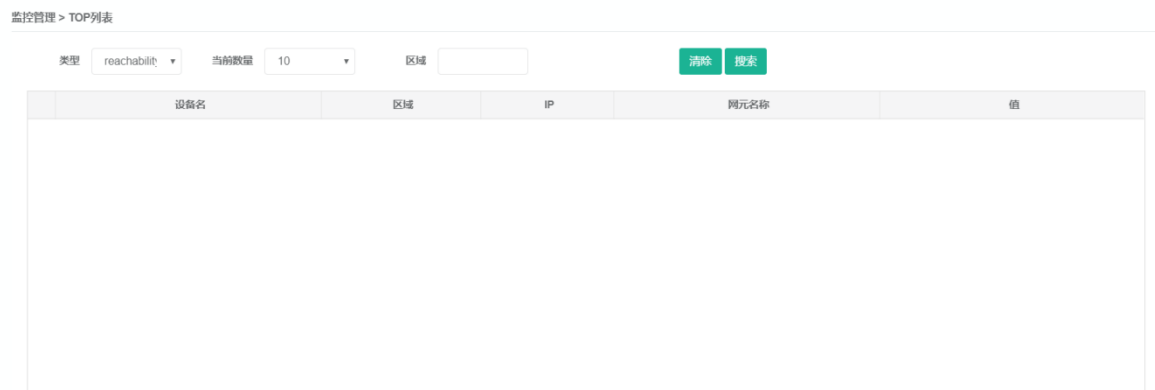 监控管理 > TOP列表
类型 reachability 当前数量 10 区域 清除 搜索
设备名 区域 IP 网元名称 值